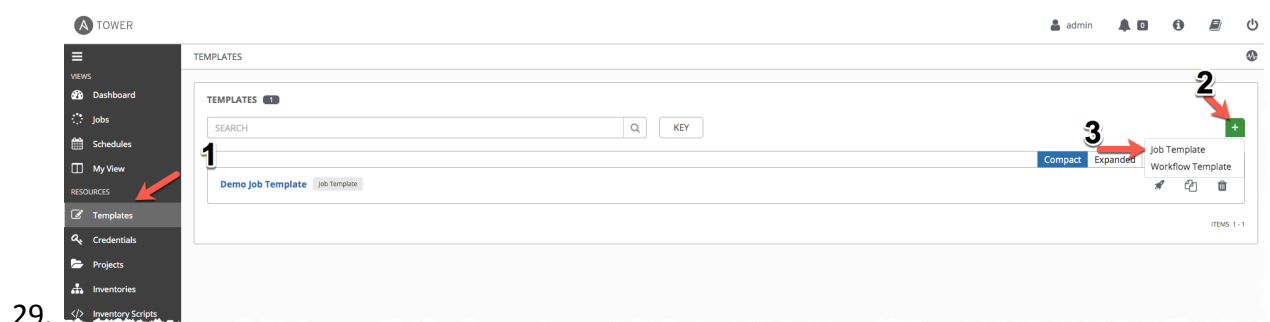 A TOWER
admin
0
VIEWS
Dashboard
Jobs
Schedules
My View
RESOURCES
Templates
Credentials
Projects
Inventories
Inventory Scripts
TEMPLATES
TEMPLATES 1
SEARCH
KEY
2
+
3
Job Template
Workflow Template
1
Compact Expanded
Demo Job Template Job Template
ITEMS 1 - 1
29.